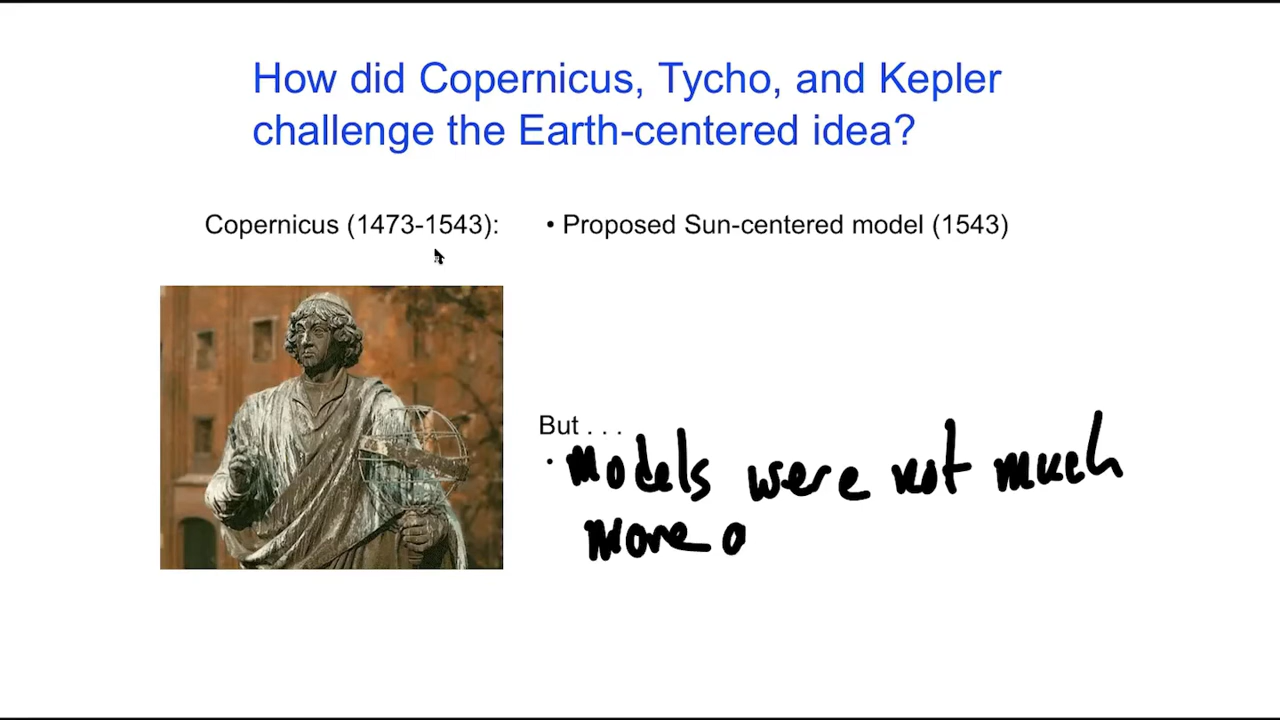 How did Copernicus, Tycho, and Kepler
challenge the Earth-centered idea?
Copernicus (1473-1543):
• Proposed Sun-centered model (1543)
But . . .
• Models were not much
more a